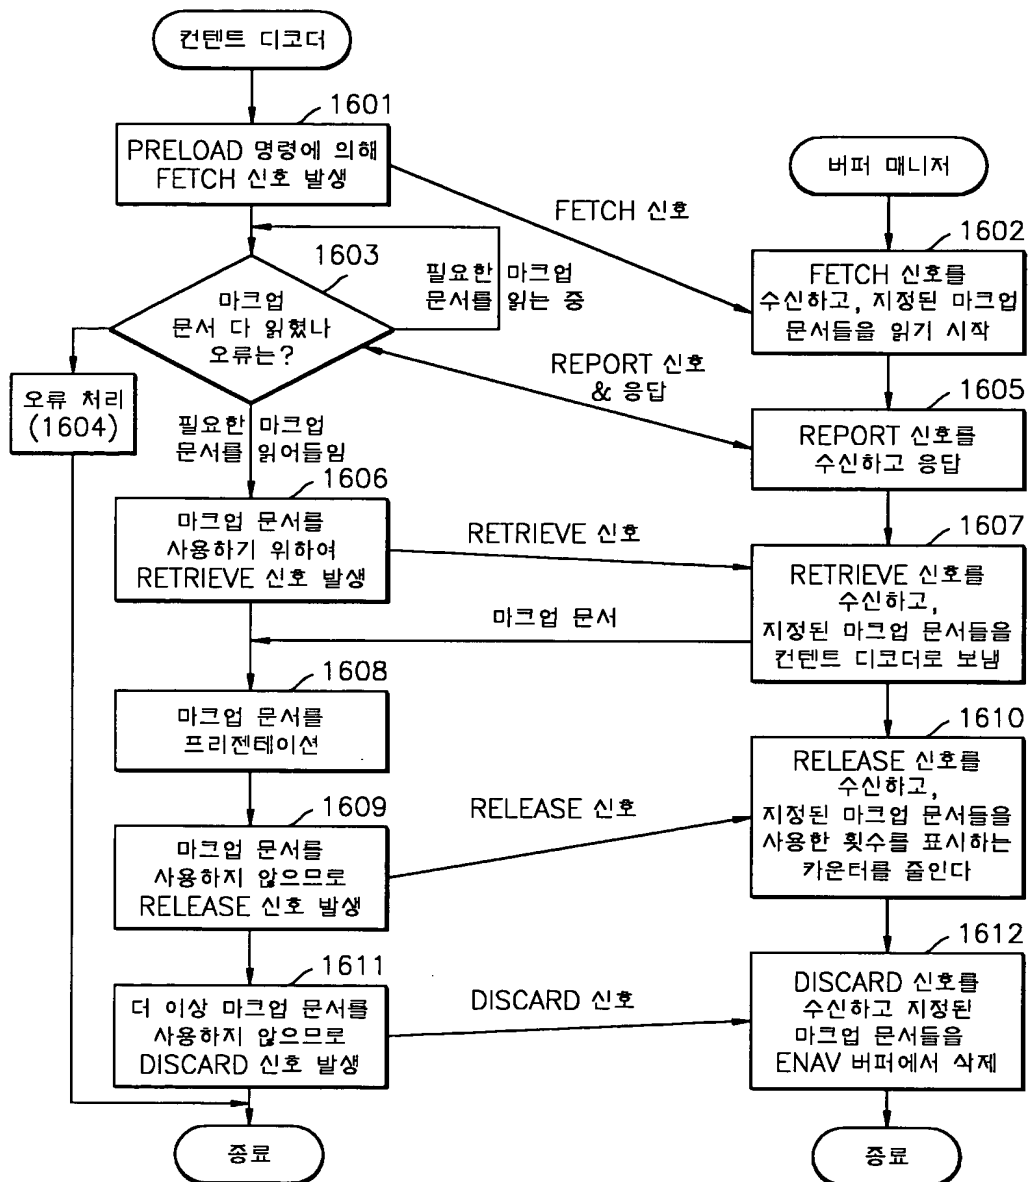 컨텐트 디코더
1601
PRELOAD 명령에 의해
FETCH 신호 발생
버퍼 매니저
FETCH 신호
1602
FETCH 신호를
수신하고, 지정된 마크업
문서들을 읽기 시작
1603
마크업
문서 다 읽혔나
오류는?
필요한 마크업
문서를 읽는 중
REPORT 신호
& 응답
오류 처리
(1604)
1605
REPORT 신호를
수신하고 응답
필요한 마크업
문서를 읽어들임
1606
마크업 문서를
사용하기 위하여
RETRIEVE 신호 발생
RETRIEVE 신호
1607
RETRIEVE 신호를
수신하고,
지정된 마크업 문서들을
컨텐트 디코더로 보냄
마크업 문서
1608
마크업 문서를
프리젠테이션
1610
RELEASE 신호를
수신하고,
지정된 마크업 문서들을
사용한 횟수를 표시하는
카운터를 줄인다
1609
마크업 문서를
사용하지 않으므로
RELEASE 신호 발생
RELEASE 신호
1611
더 이상 마크업 문서를
사용하지 않으므로
DISCARD 신호 발생
DISCARD 신호
1612
DISCARD 신호를
수신하고 지정된
마크업 문서들을
ENAV 버퍼에서 삭제
종료
종료